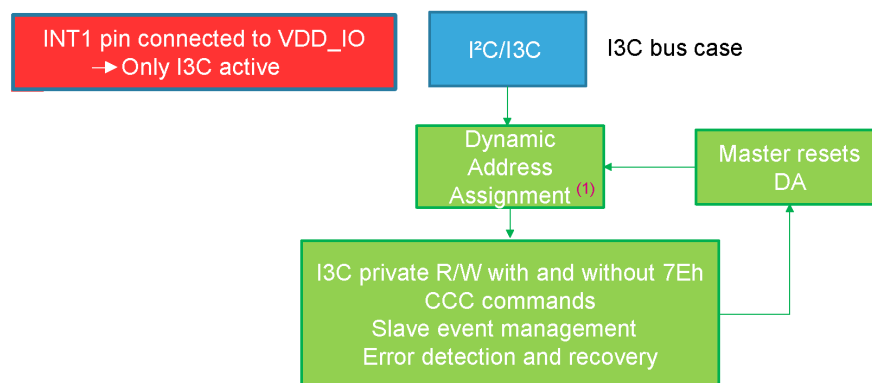 INT1 pin connected to VDD_IO
→ Only I3C active
I²C/I3C
I3C bus case
Dynamic
Address
Assignment (1)
Master resets
DA
I3C private R/W with and without 7Eh
CCC commands
Slave event management
Error detection and recovery